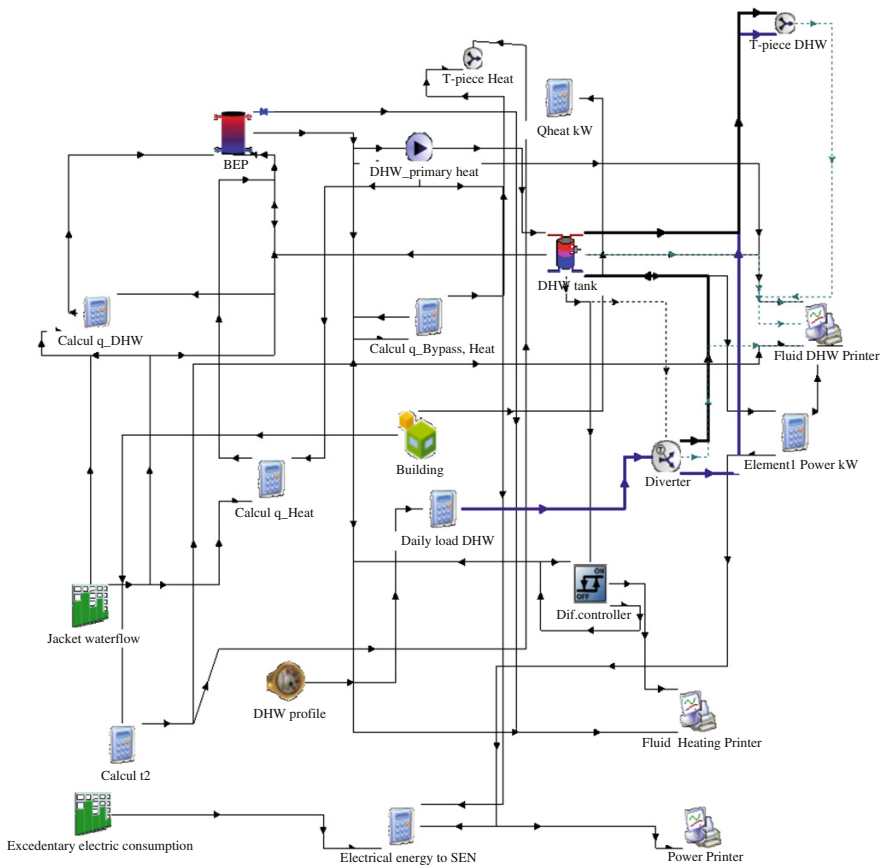 T-piece DHW
T-piece Heat
Qheat kW
BEP
DHW_primary heat
DHW tank
Calcul q_DHW
Calcul q_Bypass, Heat
Fluid DHW Printer
Building
Diverter
Element1 Power kW
Calcul q_Heat
Daily load DHW
ON
OFF
Dif.controller
Jacket waterflow
DHW profile
Fluid Heating Printer
Calcul t2
Excedentary electric consumption
Electrical energy to SEN
Power Printer